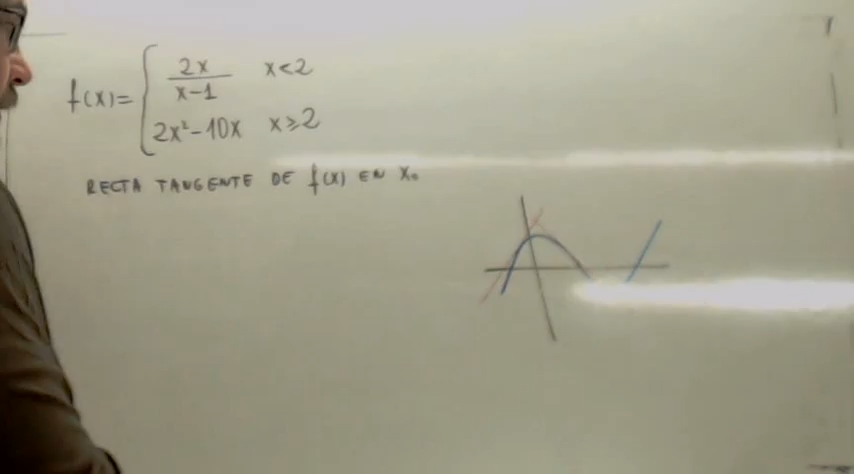 f(x)= { 2x/(x-1) x<2
2x²-10x x≥2
RECTA TANGENTE DE f(x) EN x₀